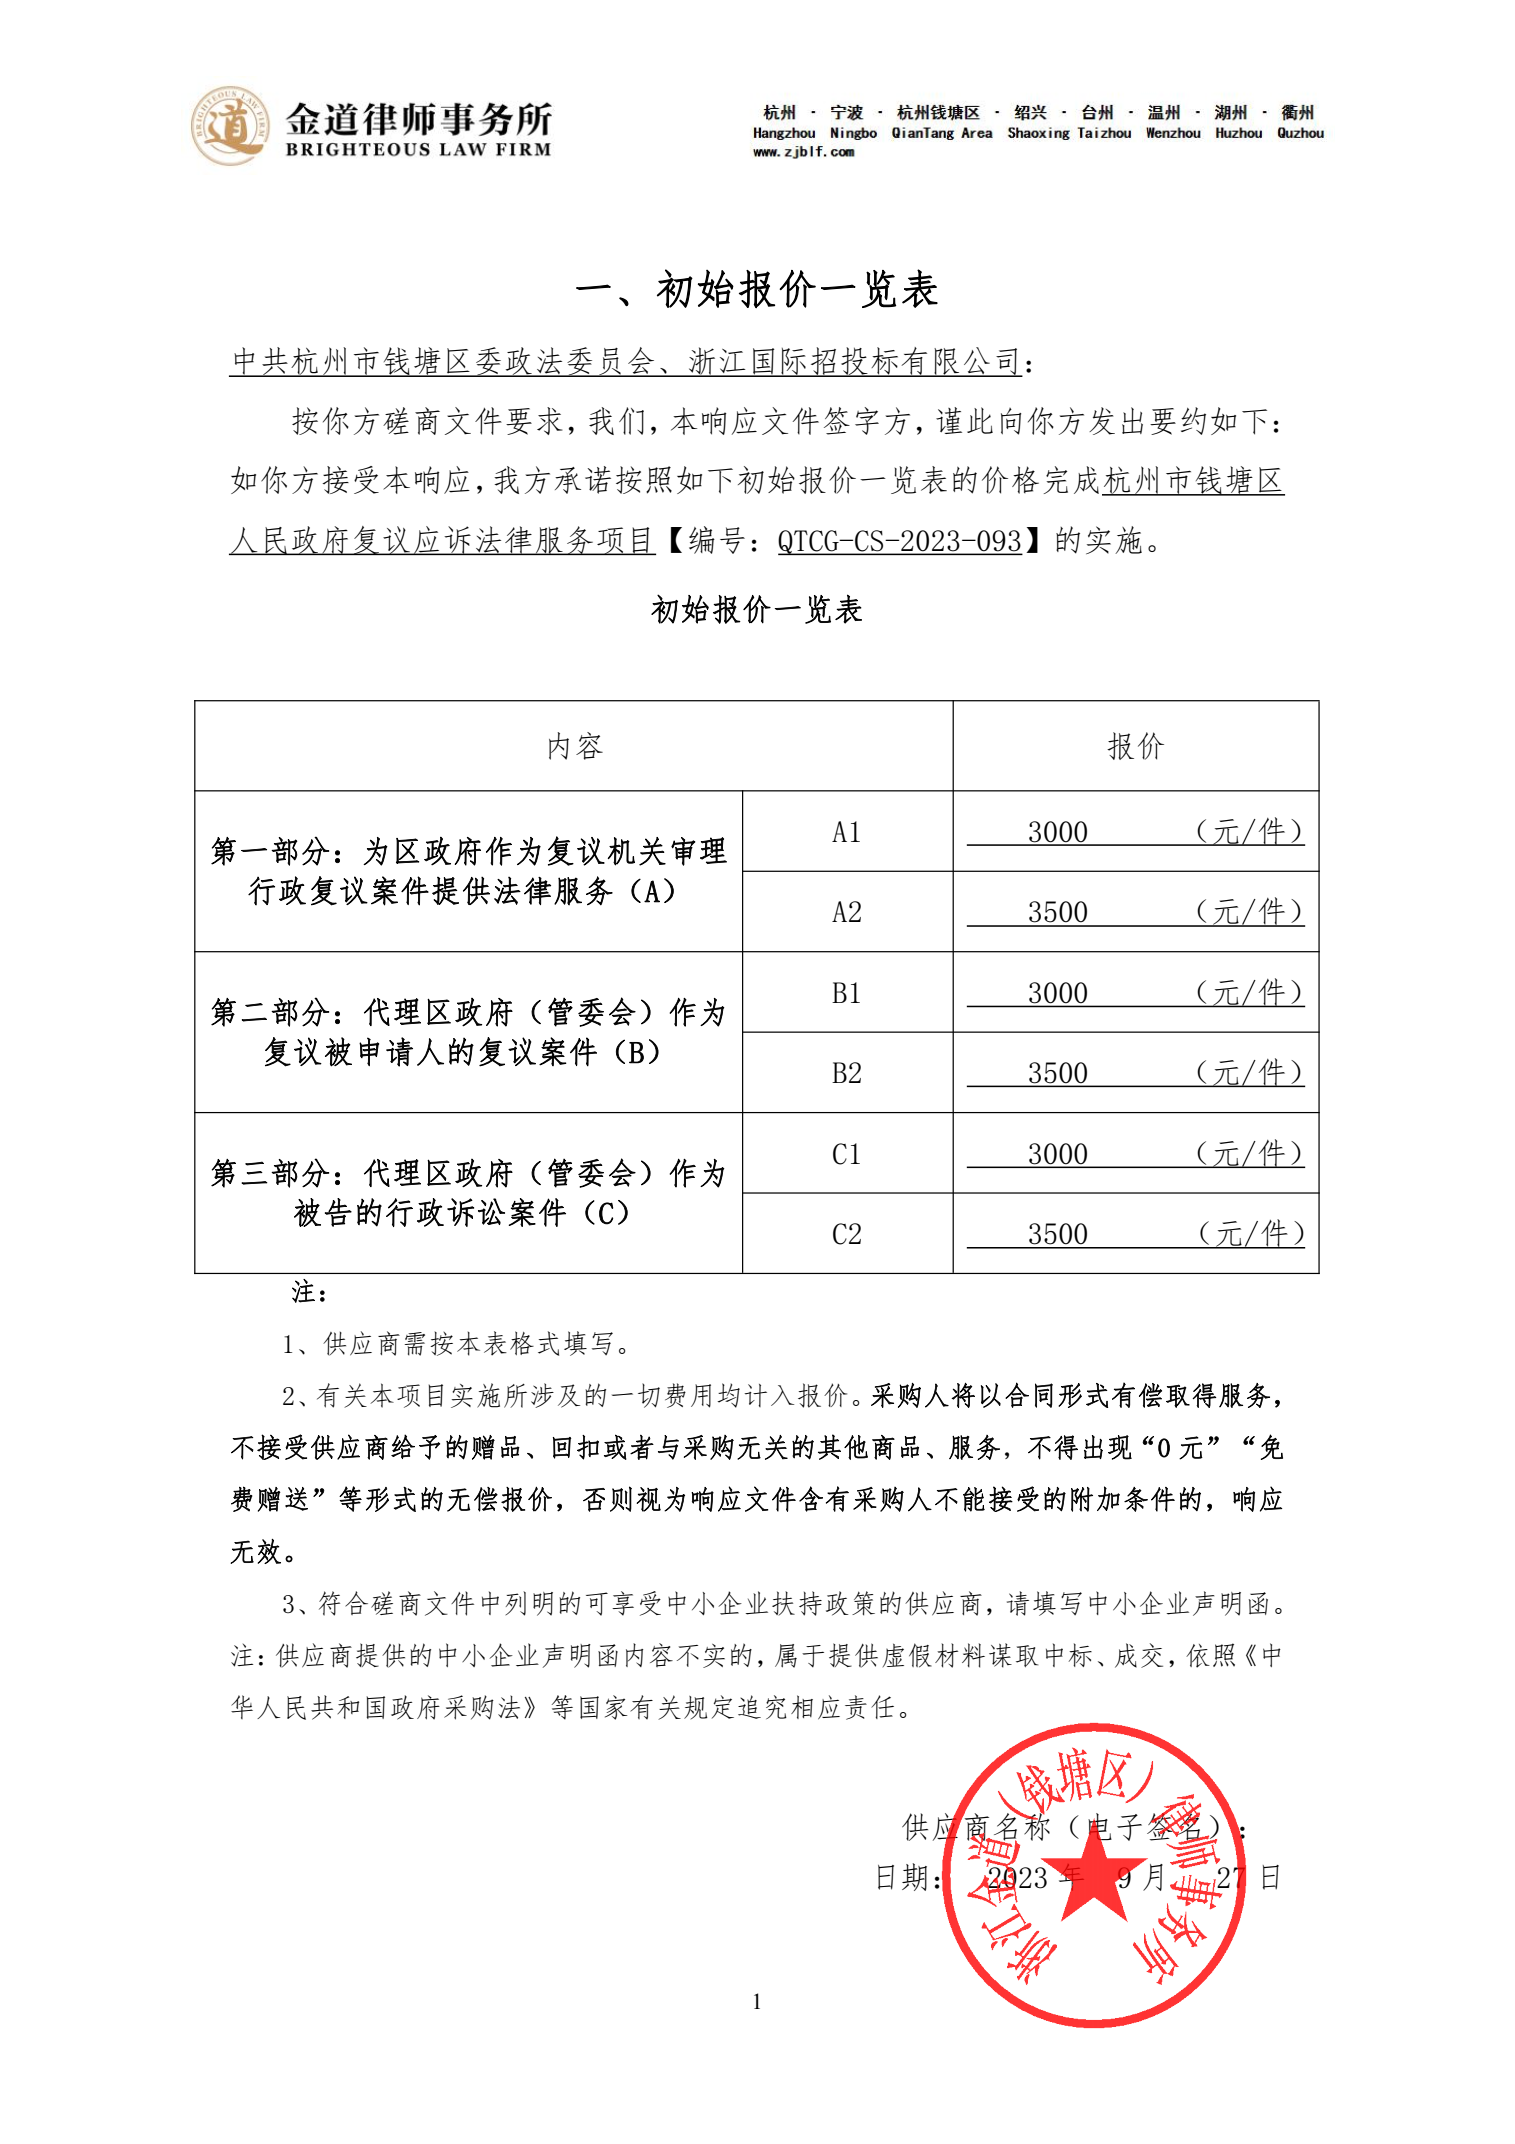 金道律师事务所
BRIGHTEOUS LAW FIRM
BRIGHTEOUS LAW FIRM
道
杭州 · 宁波 · 杭州钱塘区 · 绍兴 · 台州 · 温州 · 湖州 · 衢州
Hangzhou Ningbo QianTang Area Shaoxing Taizhou Wenzhou Huzhou Quzhou
www.zjblf.com
一、初始报价一览表
中共杭州市钱塘区委政法委员会、浙江国际招投标有限公司：
按你方磋商文件要求，我们，本响应文件签字方，谨此向你方发出要约如下：
如你方接受本响应，我方承诺按照如下初始报价一览表的价格完成杭州市钱塘区
人民政府复议应诉法律服务项目【编号：QTCG-CS-2023-093】的实施。
初始报价一览表
内容 报价
第一部分：为区政府作为复议机关审理
行政复议案件提供法律服务（A）
A1 3000 （元/件）
A2 3500 （元/件）
第二部分：代理区政府（管委会）作为
复议被申请人的复议案件（B）
B1 3000 （元/件）
B2 3500 （元/件）
第三部分：代理区政府（管委会）作为
被告的行政诉讼案件（C）
C1 3000 （元/件）
C2 3500 （元/件）
注：
1、供应商需按本表格式填写。
2、有关本项目实施所涉及的一切费用均计入报价。采购人将以合同形式有偿取得服务，
不接受供应商给予的赠品、回扣或者与采购无关的其他商品、服务，不得出现“0 元”“免
费赠送”等形式的无偿报价，否则视为响应文件含有采购人不能接受的附加条件的，响应
无效。
3、符合磋商文件中列明的可享受中小企业扶持政策的供应商，请填写中小企业声明函。
注：供应商提供的中小企业声明函内容不实的，属于提供虚假材料谋取中标、成交，依照《中
华人民共和国政府采购法》等国家有关规定追究相应责任。
供应商名称（电子签名）：
日期： 2023 年 9 月 27 日
浙江金道（钱塘区）律师事务所
1